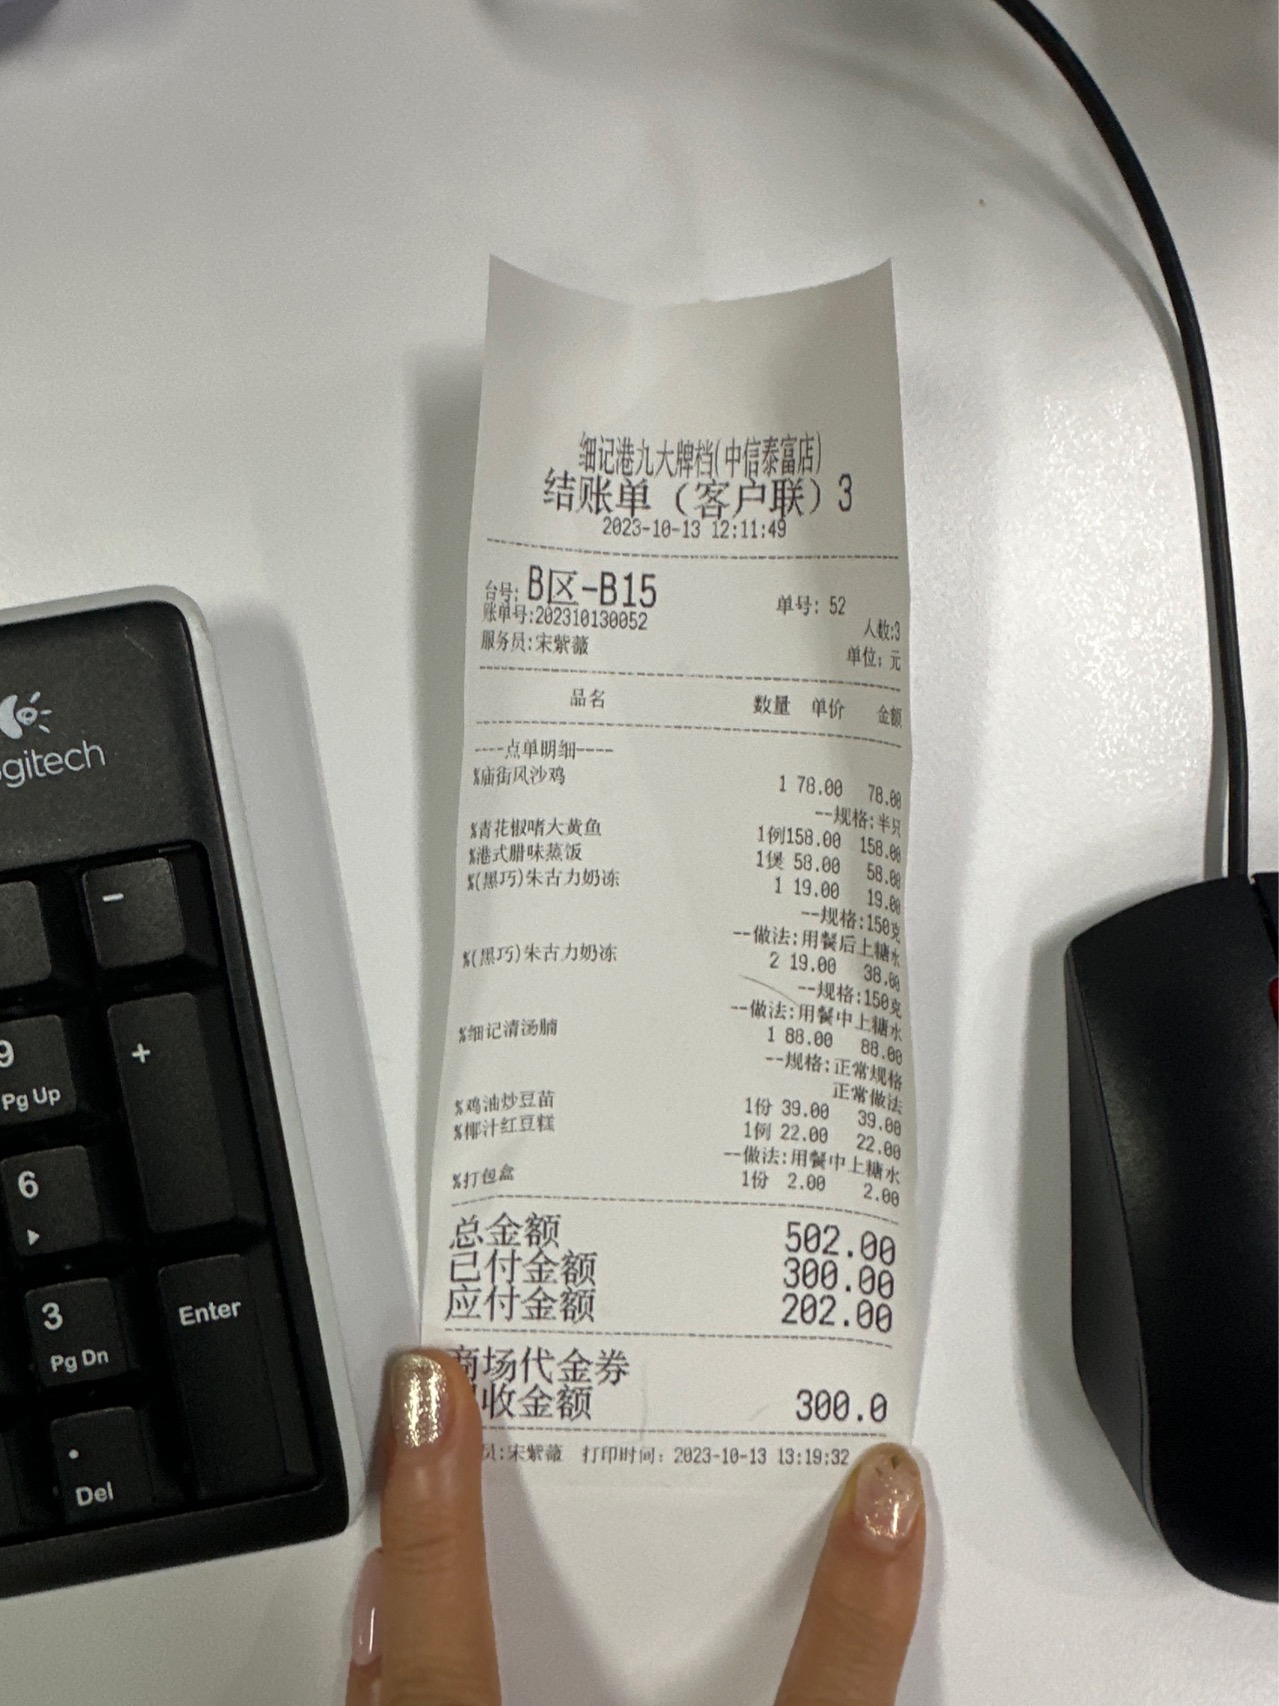 细记港九大牌档(中信泰富店)
结账单（客户联）3
2023-10-13 12:11:49
台号: B区-B15 单号: 52
账单号:202310130052 人数:3
服务员:宋紫薇 单位: 元
品名 数量 单价 金额
----点单明细----
%庙街风沙鸡 1 78.00 78.00
--规格:半只
%青花椒啫大黄鱼 1例158.00 158.00
%港式腊味蒸饭 1煲 58.00 58.00
%(黑巧)朱古力奶冻 1 19.00 19.00
--规格:150克
--做法:用餐后上糖水
%(黑巧)朱古力奶冻 2 19.00 38.00
--规格:150克
--做法:用餐中上糖水
%细记清汤腩 1 88.00 88.00
--规格:正常规格
正常做法
%鸡油炒豆苗 1份 39.00 39.00
%椰汁红豆糕 1例 22.00 22.00
--做法:用餐中上糖水
%打包盒 1份 2.00 2.00
总金额 502.00
已付金额 300.00
应付金额 202.00
商场代金券
收金额 300.0
员:宋紫薇 打印时间: 2023-10-13 13:19:32
gitech
-
+
9
Pg Up
6
3
Pg Dn
Enter
.
Del